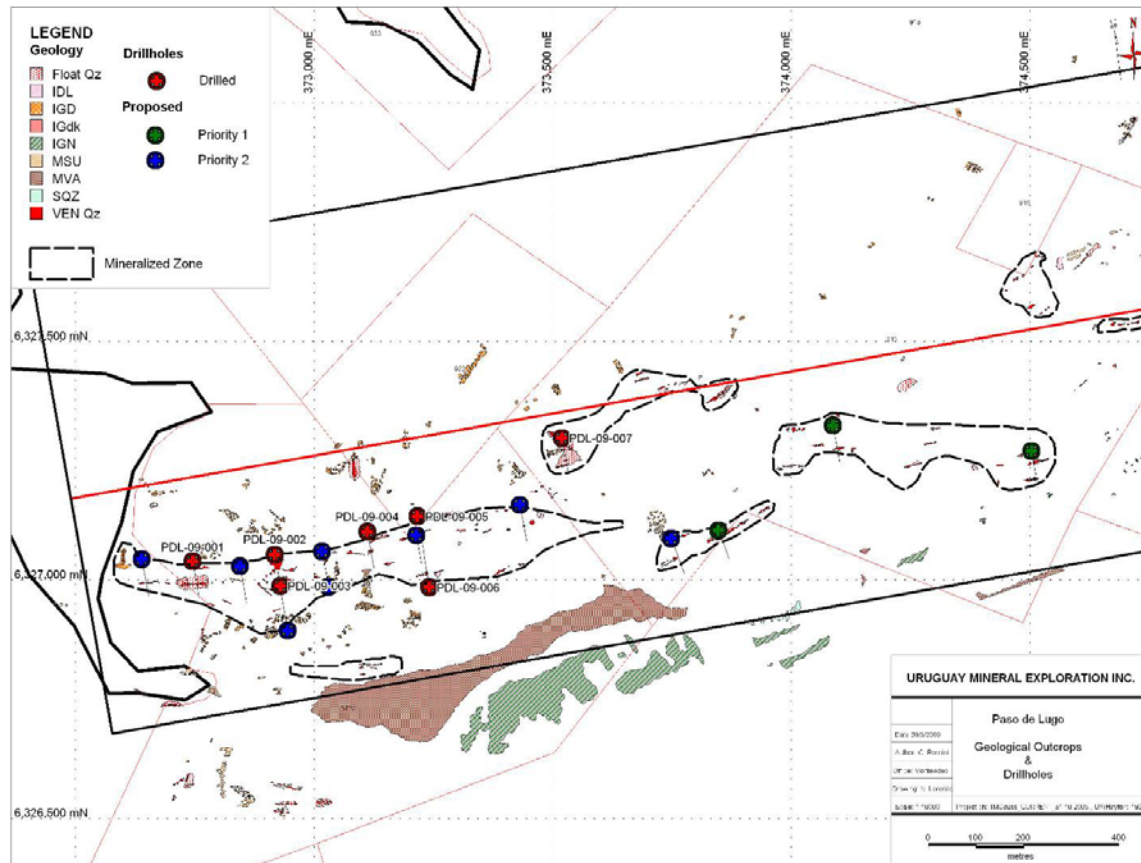 LEGEND
Geology
Float Qz
IDL
IGD
IGdk
IGN
MSU
MVA
SQZ
VEN Qz
Mineralized Zone
Drillholes
Drilled
Proposed
Priority 1
Priority 2
373,000 mE
373,500 mE
374,000 mE
374,500 mE
N
6,327,500 mN
6,327,000 mN
6,326,500 mN
PDL-09-007
PDL-09-004
PDL-09-005
PDL-09-001
PDL-09-002
PDL-09-003
PDL-09-006
URUGUAY MINERAL EXPLORATION INC.
Paso de Lugo
Geological Outcrops
&
Drillholes
0 100 200 400
metres